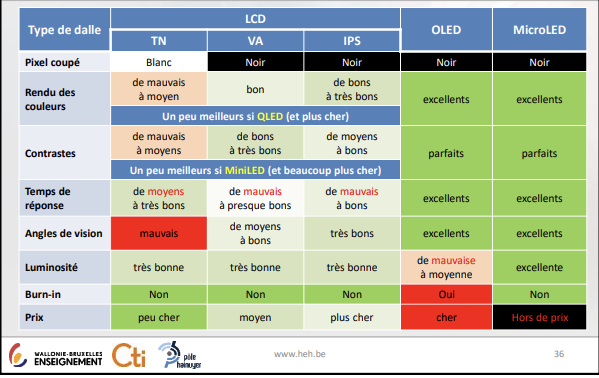 Type de dalle
LCD
OLED
MicroLED
TN
VA
IPS
Pixel coupé
Blanc
Noir
Noir
Noir
Noir
Rendu des
couleurs
de mauvais
à moyen
bon
de bons
à très bons
excellents
excellents
Un peu meilleurs si QLED (et plus cher)
Contrastes
de mauvais
à moyen
de bons
à très bons
de moyens
à bons
parfaits
parfaits
Un peu meilleurs si MiniLED (et beaucoup plus cher)
Temps de
réponse
de moyens
à très bons
de mauvais
à presque bons
de mauvais
à bons
excellents
excellents
Angles de vision
mauvais
de moyens
à bons
très bons
excellents
excellents
Luminosité
très bonne
très bonne
très bonne
de mauvaise
à moyenne
excellente
Burn-in
Non
Non
Non
Oui
Non
Prix
peu cher
moyen
plus cher
cher
Hors de prix
WALLONIE-BRUXELLES
ENSEIGNEMENT
Cti
pôle
hainuyer
www.heh.be
36